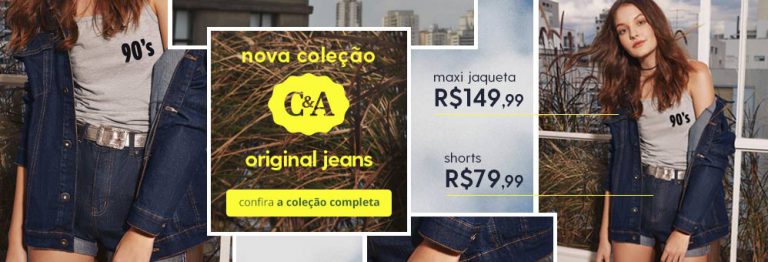 90's
nova coleção
C&A
original jeans
confira a coleção completa
maxi jaqueta
R$149,99
shorts
R$79,99
90's